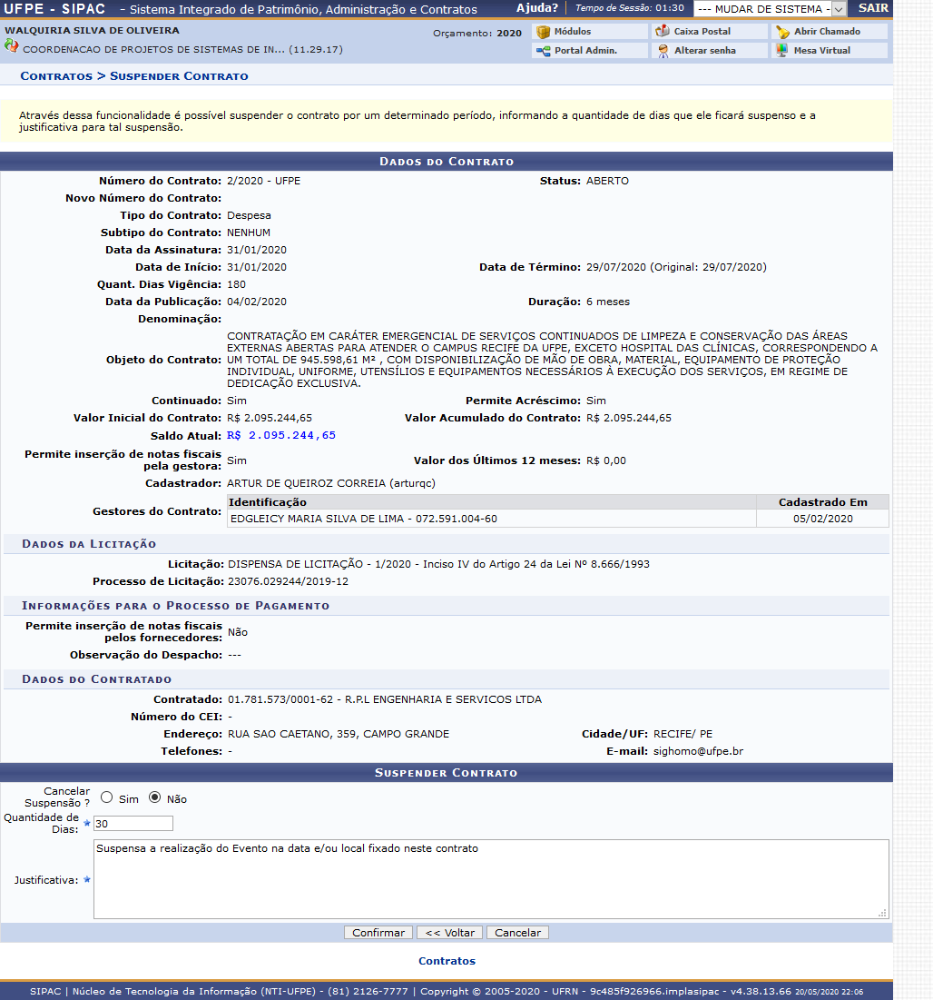 UFPE - SIPAC - Sistema Integrado de Patrimônio, Administração e Contratos Ajuda? Tempo de Sessão: 01:30 --- MUDAR DE SISTEMA - SAIR
WALQUIRIA SILVA DE OLIVEIRA Orçamento: 2020 Módulos Caixa Postal Abrir Chamado
COORDENACAO DE PROJETOS DE SISTEMAS DE IN... (11.29.17) Portal Admin. Alterar senha Mesa Virtual
Contratos > Suspender Contrato
Através dessa funcionalidade é possível suspender o contrato por um determinado período, informando a quantidade de dias que ele ficará suspenso e a
justificativa para tal suspensão.
Dados do Contrato
Número do Contrato: 2/2020 - UFPE Status: ABERTO
Novo Número do Contrato:
Tipo do Contrato: Despesa
Subtipo do Contrato: NENHUM
Data da Assinatura: 31/01/2020
Data de Início: 31/01/2020 Data de Término: 29/07/2020 (Original: 29/07/2020)
Quant. Dias Vigência: 180
Data da Publicação: 04/02/2020 Duração: 6 meses
Denominação:
Objeto do Contrato: CONTRATAÇÃO EM CARÁTER EMERGENCIAL DE SERVIÇOS CONTINUADOS DE LIMPEZA E CONSERVAÇÃO DAS ÁREAS
EXTERNAS ABERTAS PARA ATENDER O CAMPUS RECIFE DA UFPE, EXCETO HOSPITAL DAS CLÍNICAS, CORRESPONDENDO A
UM TOTAL DE 945.598,61 M² , COM DISPONIBILIZAÇÃO DE MÃO DE OBRA, MATERIAL, EQUIPAMENTO DE PROTEÇÃO
INDIVIDUAL, UNIFORME, UTENSÍLIOS E EQUIPAMENTOS NECESSÁRIOS À EXECUÇÃO DOS SERVIÇOS, EM REGIME DE
DEDICAÇÃO EXCLUSIVA.
Continuado: Sim Permite Acréscimo: Sim
Valor Inicial do Contrato: R$ 2.095.244,65 Valor Acumulado do Contrato: R$ 2.095.244,65
Saldo Atual: R$ 2.095.244,65
Permite inserção de notas fiscais
pela gestora: Sim Valor dos Últimos 12 meses: R$ 0,00
Cadastrador: ARTUR DE QUEIROZ CORREIA (arturqc)
Gestores do Contrato: Identificação Cadastrado Em
EDGLEICY MARIA SILVA DE LIMA - 072.591.004-60 05/02/2020
Dados da Licitação
Licitação: DISPENSA DE LICITAÇÃO - 1/2020 - Inciso IV do Artigo 24 da Lei Nº 8.666/1993
Processo de Licitação: 23076.029244/2019-12
Informações para o Processo de Pagamento
Permite inserção de notas fiscais
pelos fornecedores: Não
Observação do Despacho: ---
Dados do Contratado
Contratado: 01.781.573/0001-62 - R.P.L ENGENHARIA E SERVICOS LTDA
Número do CEI: -
Endereço: RUA SAO CAETANO, 359, CAMPO GRANDE Cidade/UF: RECIFE/ PE
Telefones: - E-mail: sighomo@ufpe.br
Suspender Contrato
Cancelar
Suspensão ? Sim Não
Quantidade de
Dias: 30
Justificativa: Suspensa a realização do Evento na data e/ou local fixado neste contrato
Confirmar << Voltar Cancelar
Contratos
SIPAC | Núcleo de Tecnologia da Informação (NTI-UFPE) - (81) 2126-7777 | Copyright © 2005-2020 - UFRN - 9c485f926966.implasipac - v4.38.13.66 20/05/2020 22:06